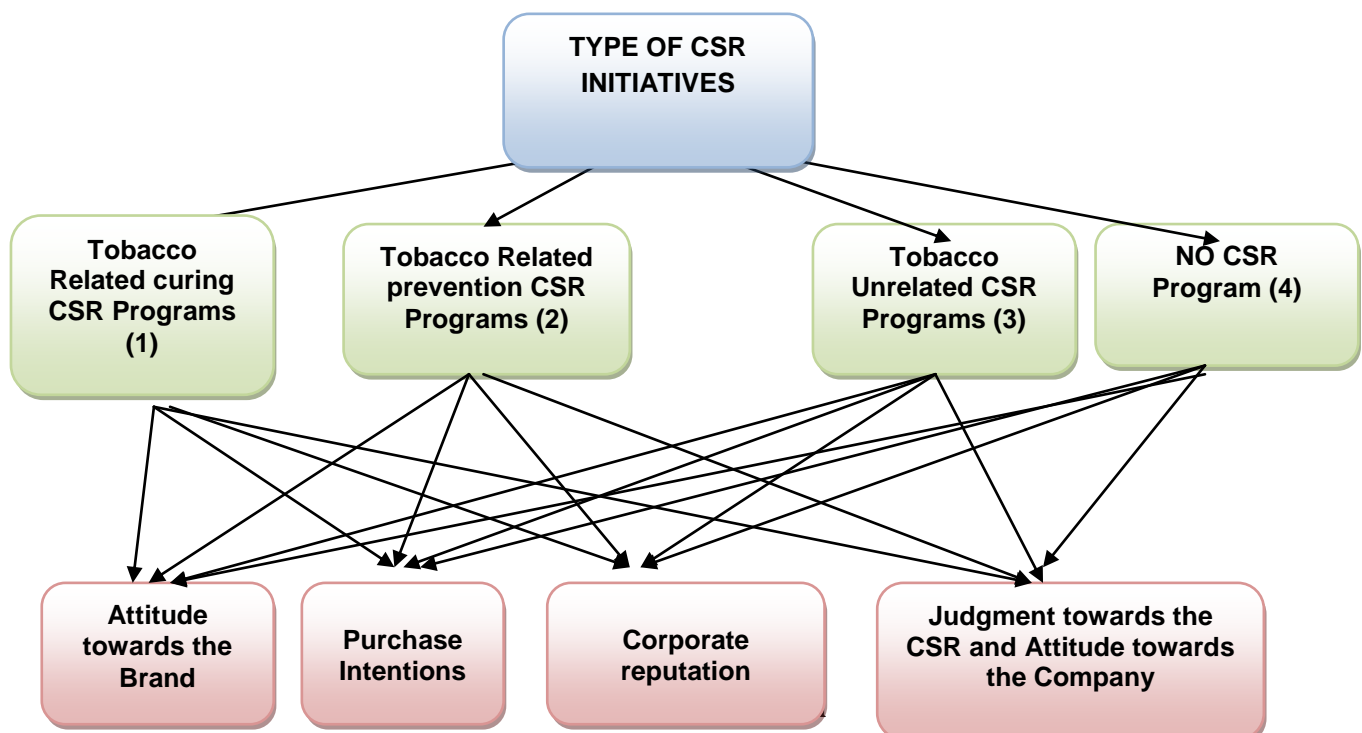 TYPE OF CSR
INITIATIVES
Tobacco
Related curing
CSR Programs
(1)
Tobacco Related
prevention CSR
Programs (2)
Tobacco
Unrelated CSR
Programs (3)
NO CSR
Program (4)
Attitude
towards the
Brand
Purchase
Intentions
Corporate
reputation
Judgment towards the
CSR and Attitude towards
the Company